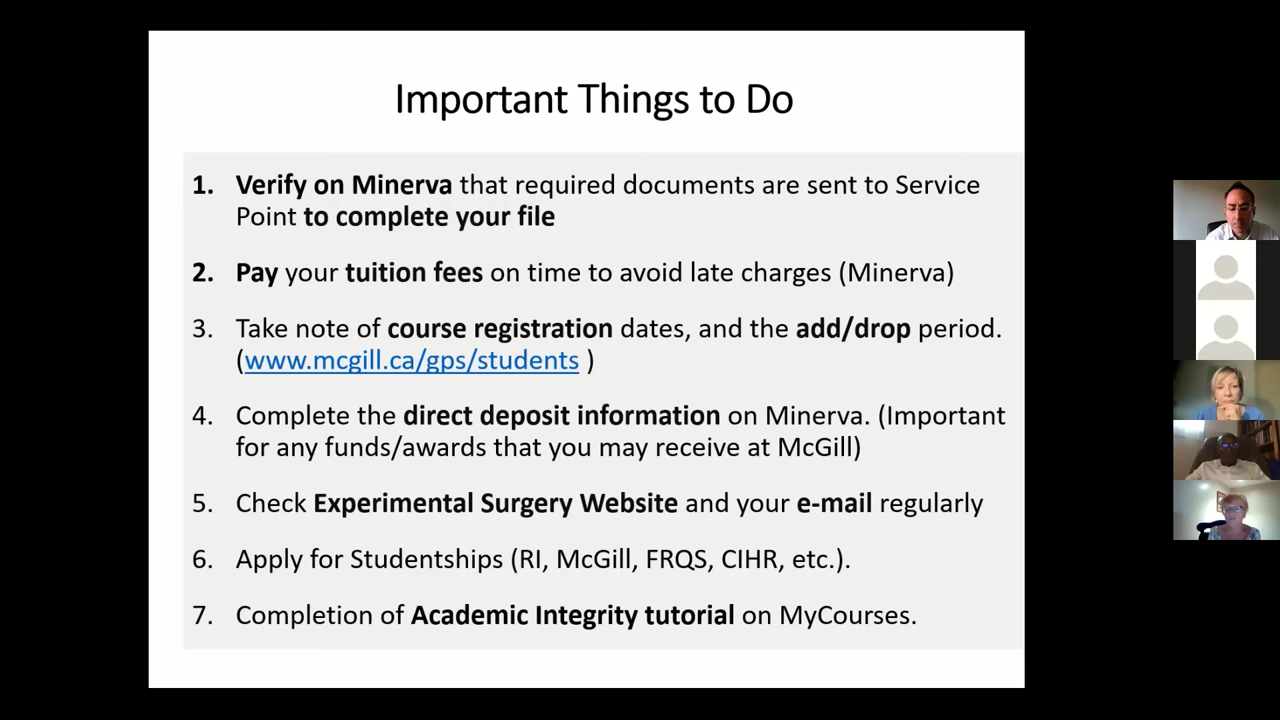 Important Things to Do
1. Verify on Minerva that required documents are sent to Service
Point to complete your file
2. Pay your tuition fees on time to avoid late charges (Minerva)
3. Take note of course registration dates, and the add/drop period.
(www.mcgill.ca/gps/students )
4. Complete the direct deposit information on Minerva. (Important
for any funds/awards that you may receive at McGill)
5. Check Experimental Surgery Website and your e-mail regularly
6. Apply for Studentships (RI, McGill, FRQS, CIHR, etc.).
7. Completion of Academic Integrity tutorial on MyCourses.